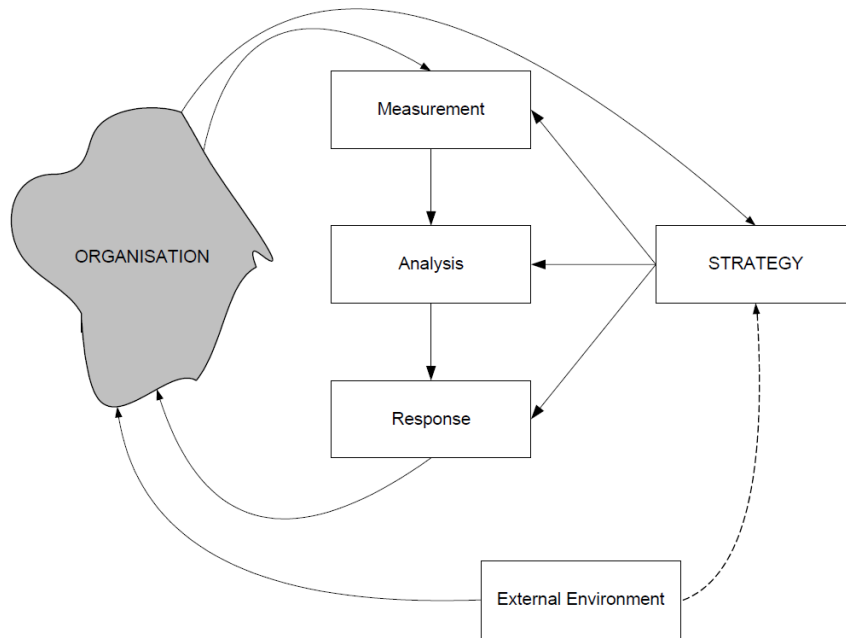 Measurement
ORGANISATION
Analysis
STRATEGY
Response
External Environment